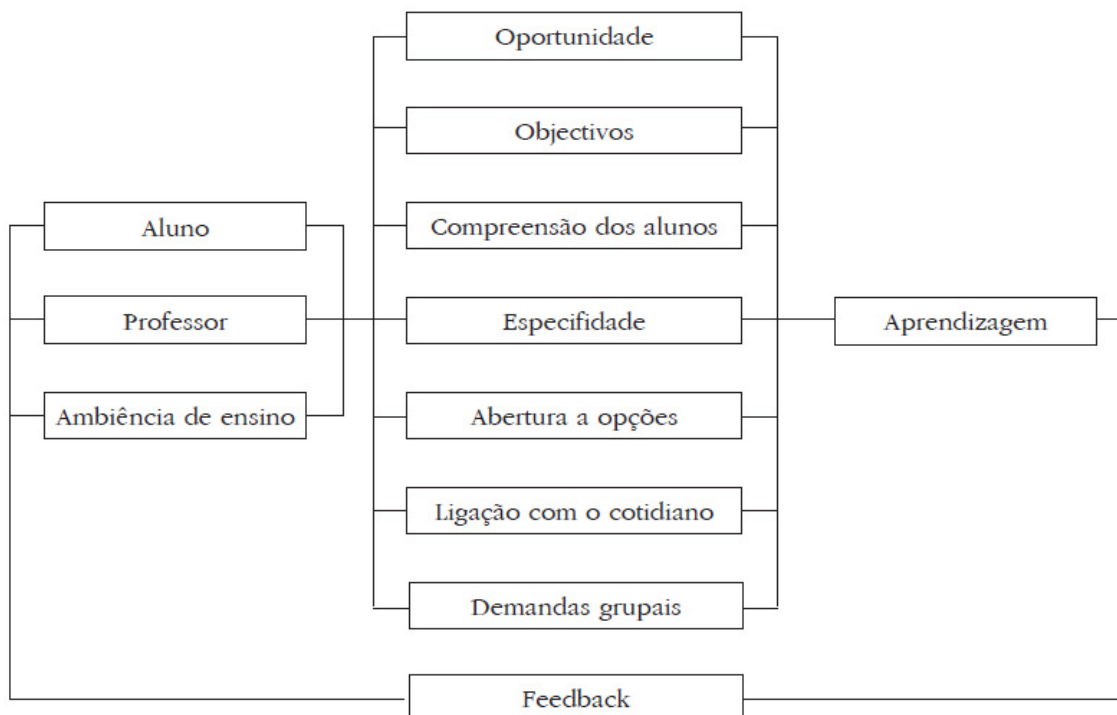 Oportunidade
Objectivos
Compreensão dos alunos
Aluno
Professor
Especifidade
Aprendizagem
Ambiência de ensino
Abertura a opções
Ligação com o cotidiano
Demandas grupais
Feedback